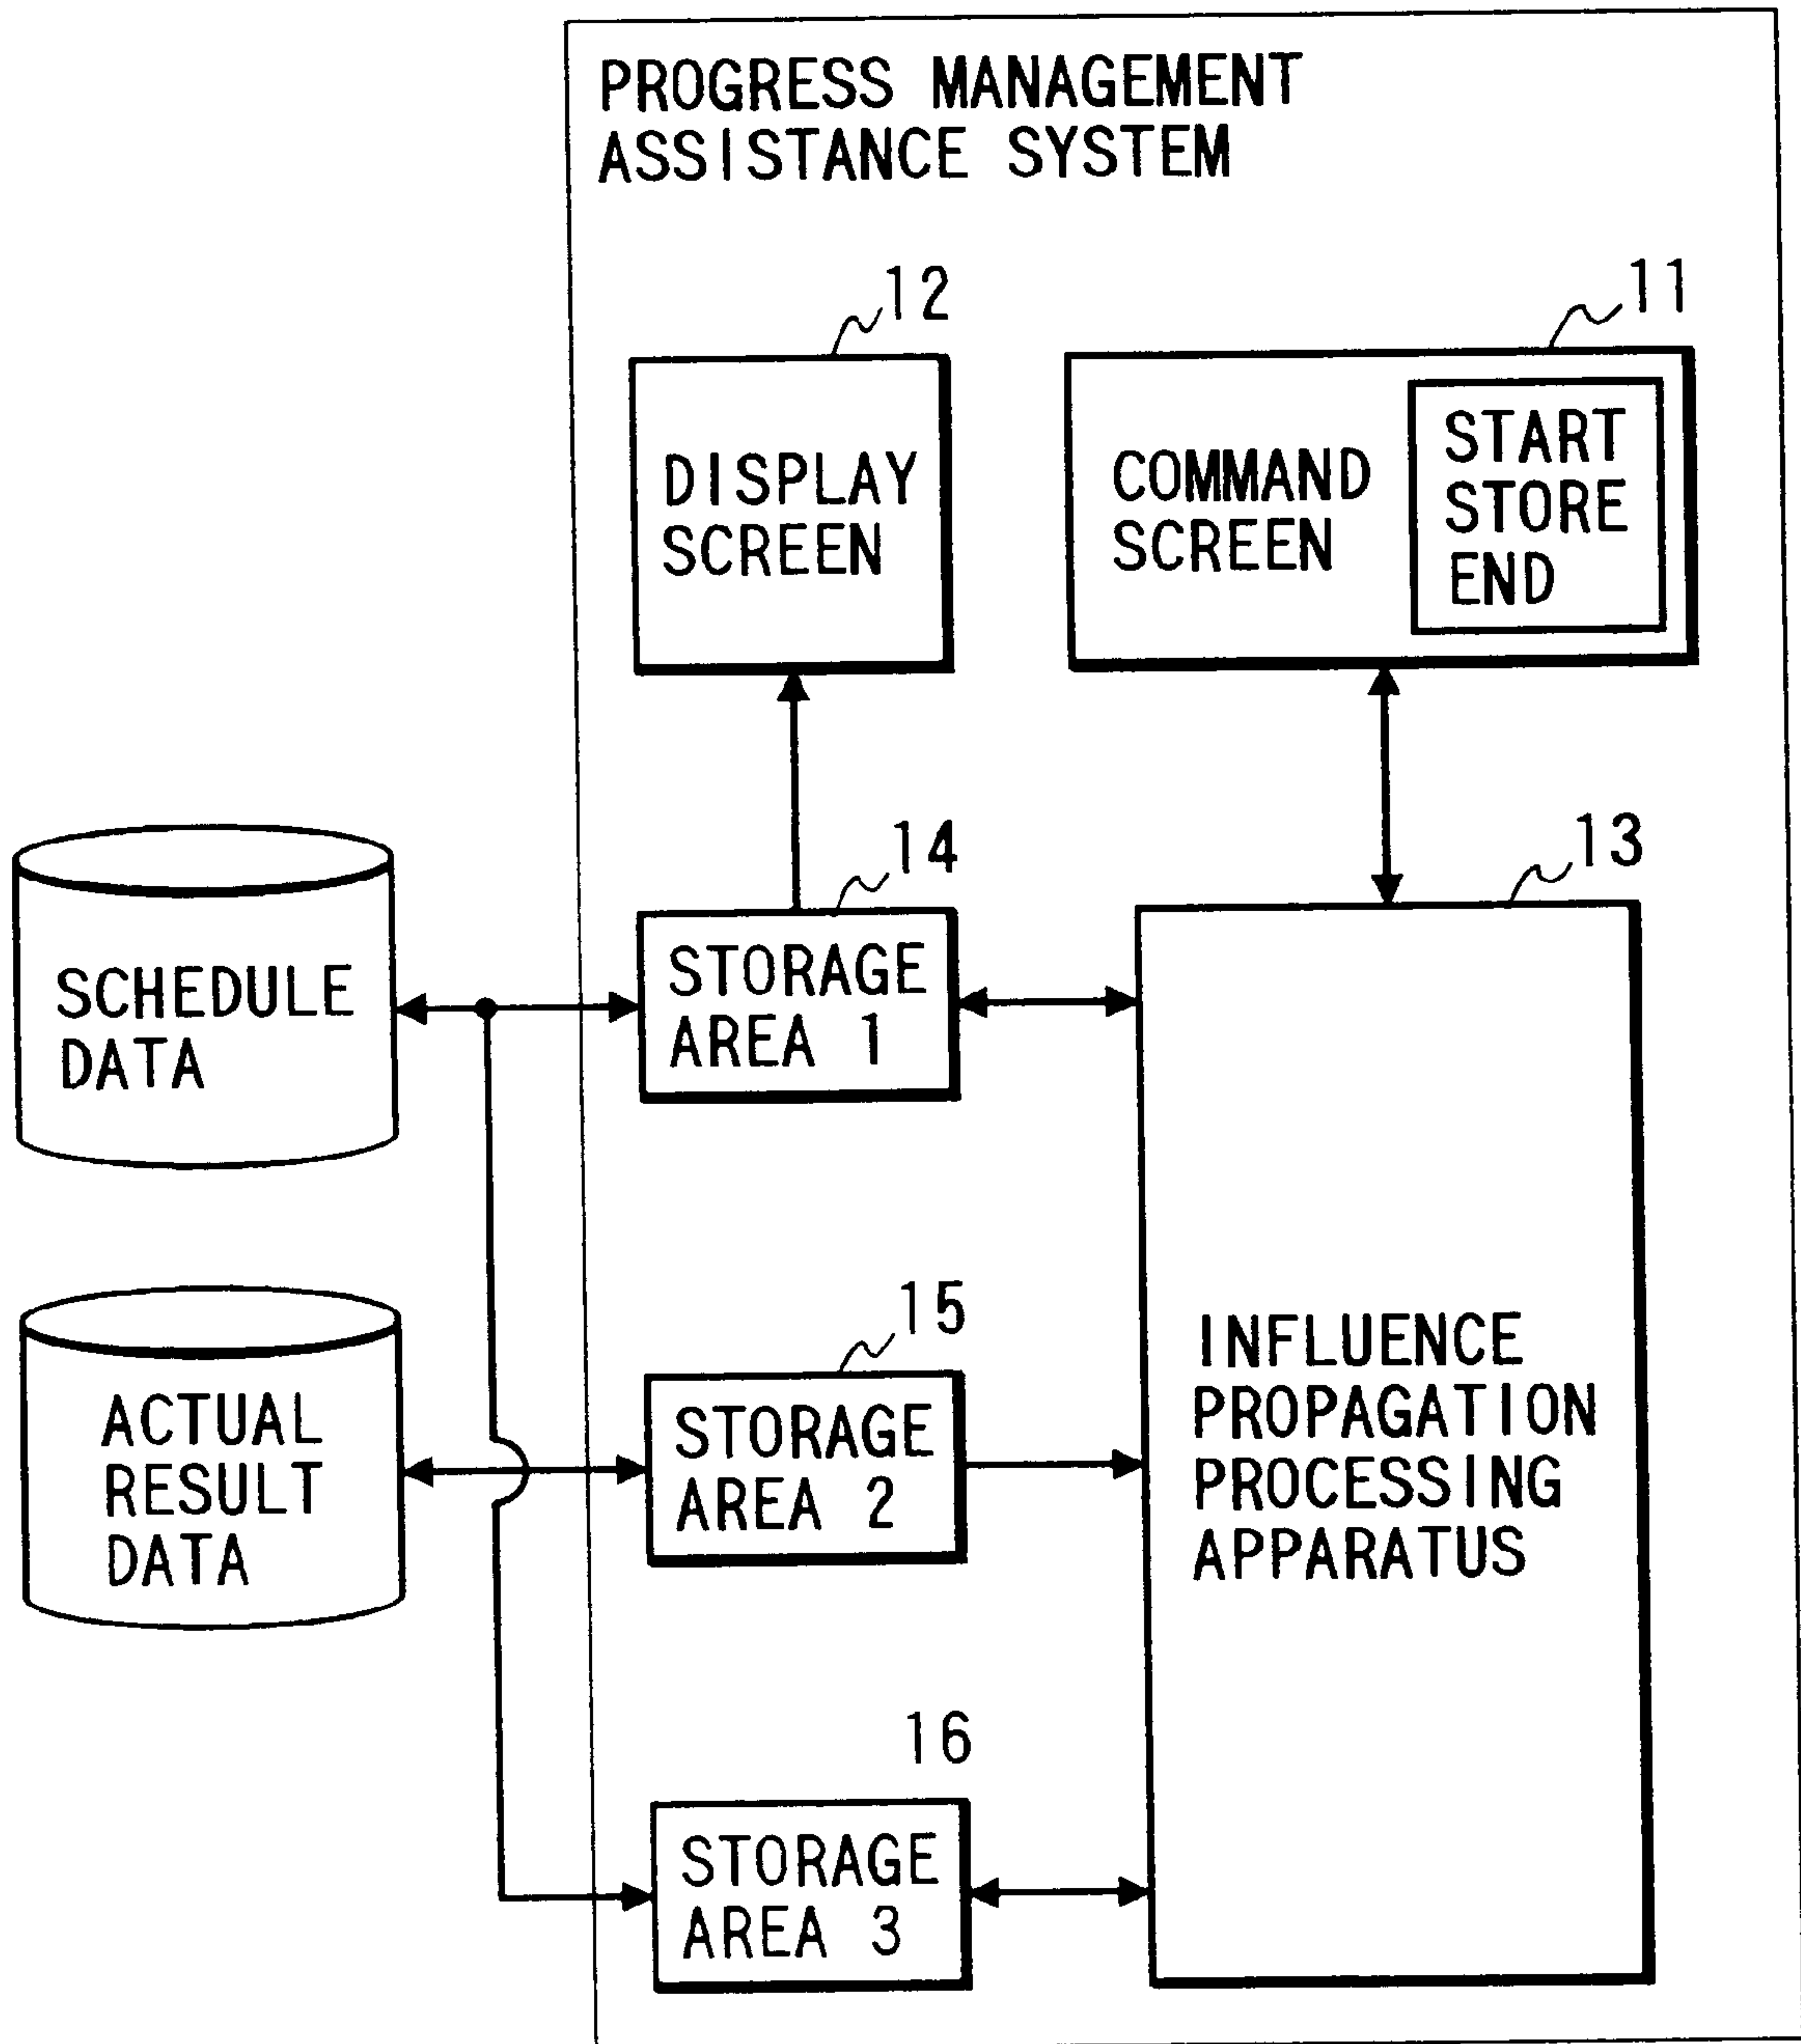 PROGRESS MANAGEMENT
ASSISTANCE SYSTEM
12
11
DISPLAY
SCREEN
COMMAND
SCREEN
START
STORE
END
14
13
SCHEDULE
DATA
STORAGE
AREA 1
15
ACTUAL
RESULT
DATA
STORAGE
AREA 2
INFLUENCE
PROPAGATION
PROCESSING
APPARATUS
16
STORAGE
AREA 3